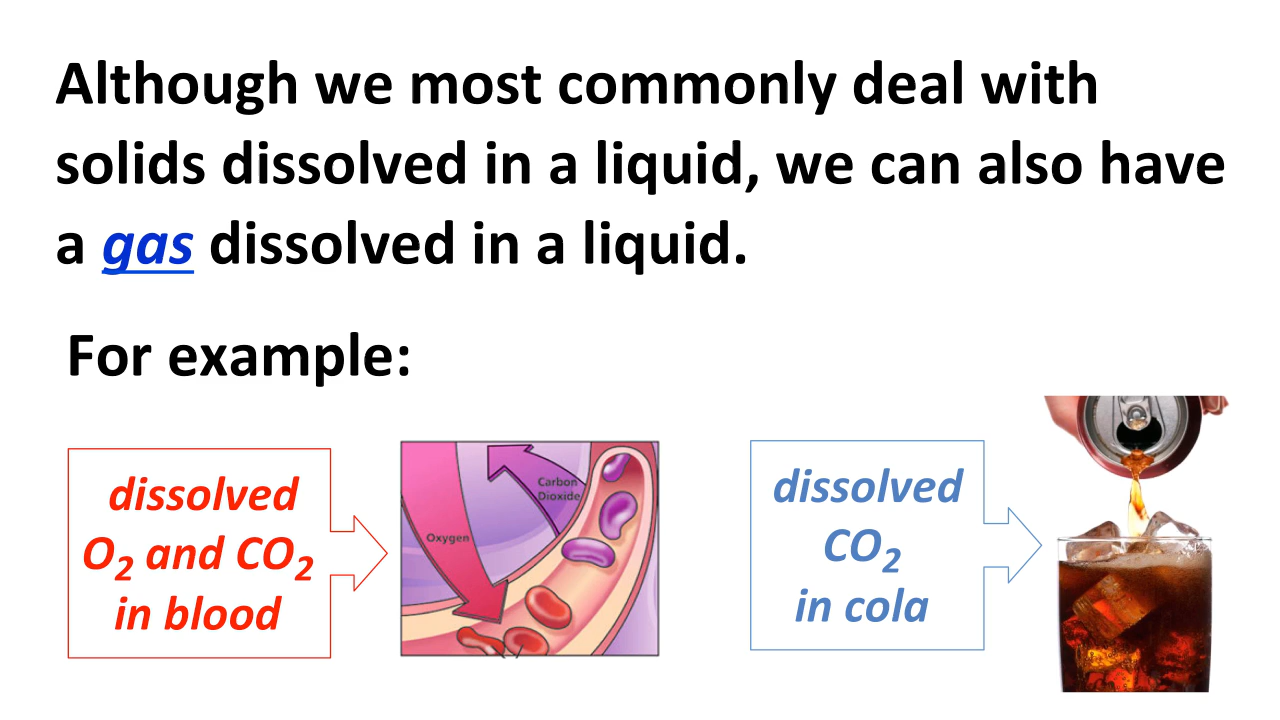 Although we most commonly deal with
solids dissolved in a liquid, we can also have
a gas dissolved in a liquid.
For example:
dissolved
O₂ and CO₂
in blood
Oxygen
Carbon
Dioxide
dissolved
CO₂
in cola